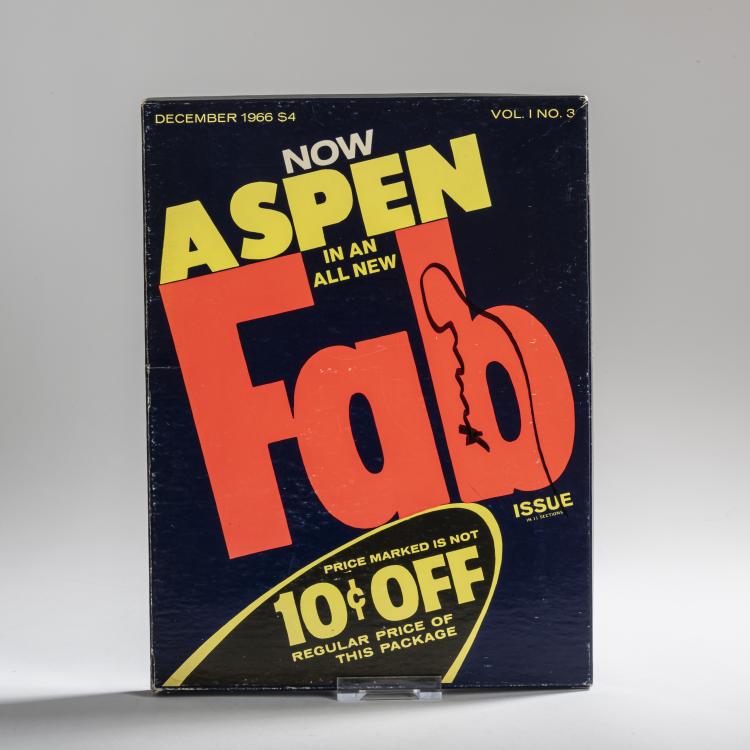 DECEMBER 1966 $4
VOL. I NO. 3
NOW
ASPEN
IN AN
ALL NEW
Fab
ISSUE
IN 11 SECTIONS
PRICE MARKED IS NOT
10¢ OFF
REGULAR PRICE OF
THIS PACKAGE